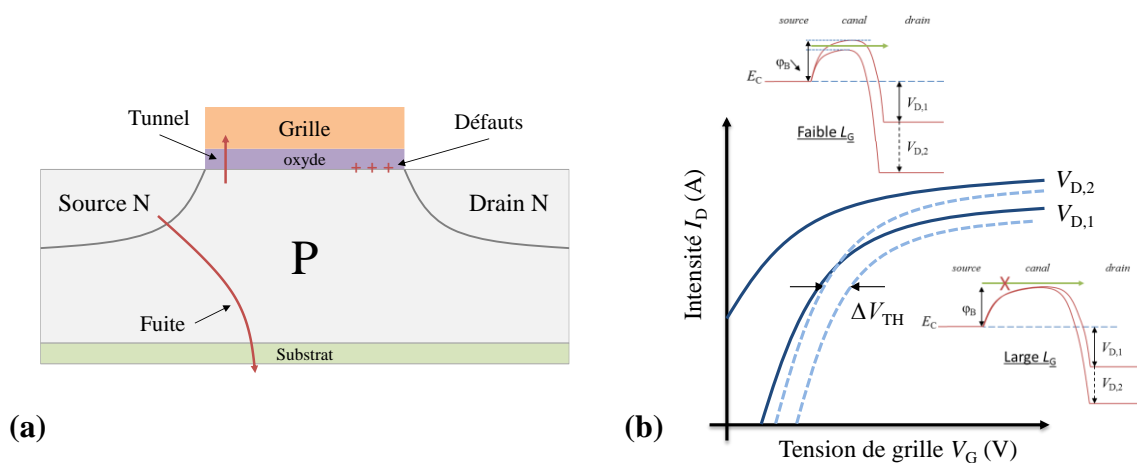 Tunnel
Grille
Défauts
oxyde
+ + +
Source N
Drain N
P
Fuite
Substrat
(a)
source canal drain
φB
EC
VD,1
Faible LG
VD,2
Intensité ID (A)
VD,2
VD,1
ΔVTH
source canal drain
φB
EC
VD,1
Large LG
VD,2
(b)
Tension de grille VG (V)